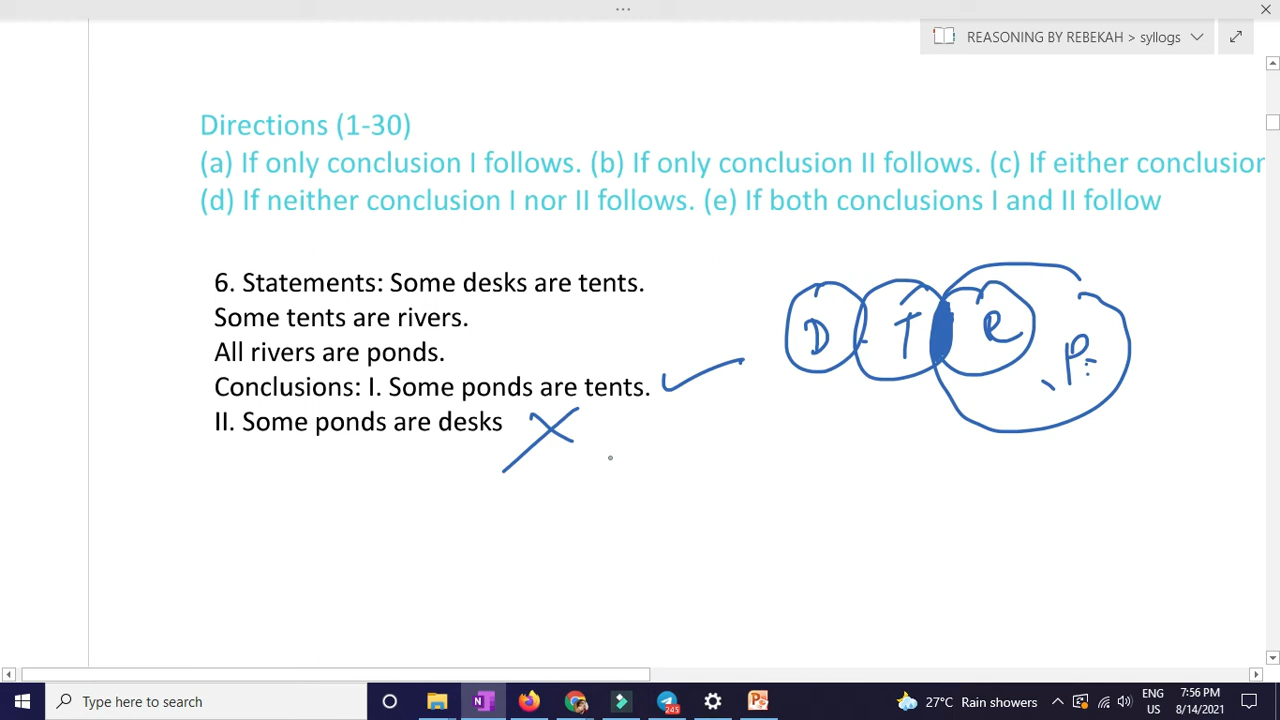 REASONING BY REBEKAH > syllogs
Directions (1-30)
(a) If only conclusion I follows. (b) If only conclusion II follows. (c) If either conclusion
(d) If neither conclusion I nor II follows. (e) If both conclusions I and II follow
6. Statements: Some desks are tents.
Some tents are rivers.
All rivers are ponds.
Conclusions: I. Some ponds are tents.
II. Some ponds are desks
D T R P
Type here to search
245
27°C Rain showers
ENG
US
7:56 PM
8/14/2021